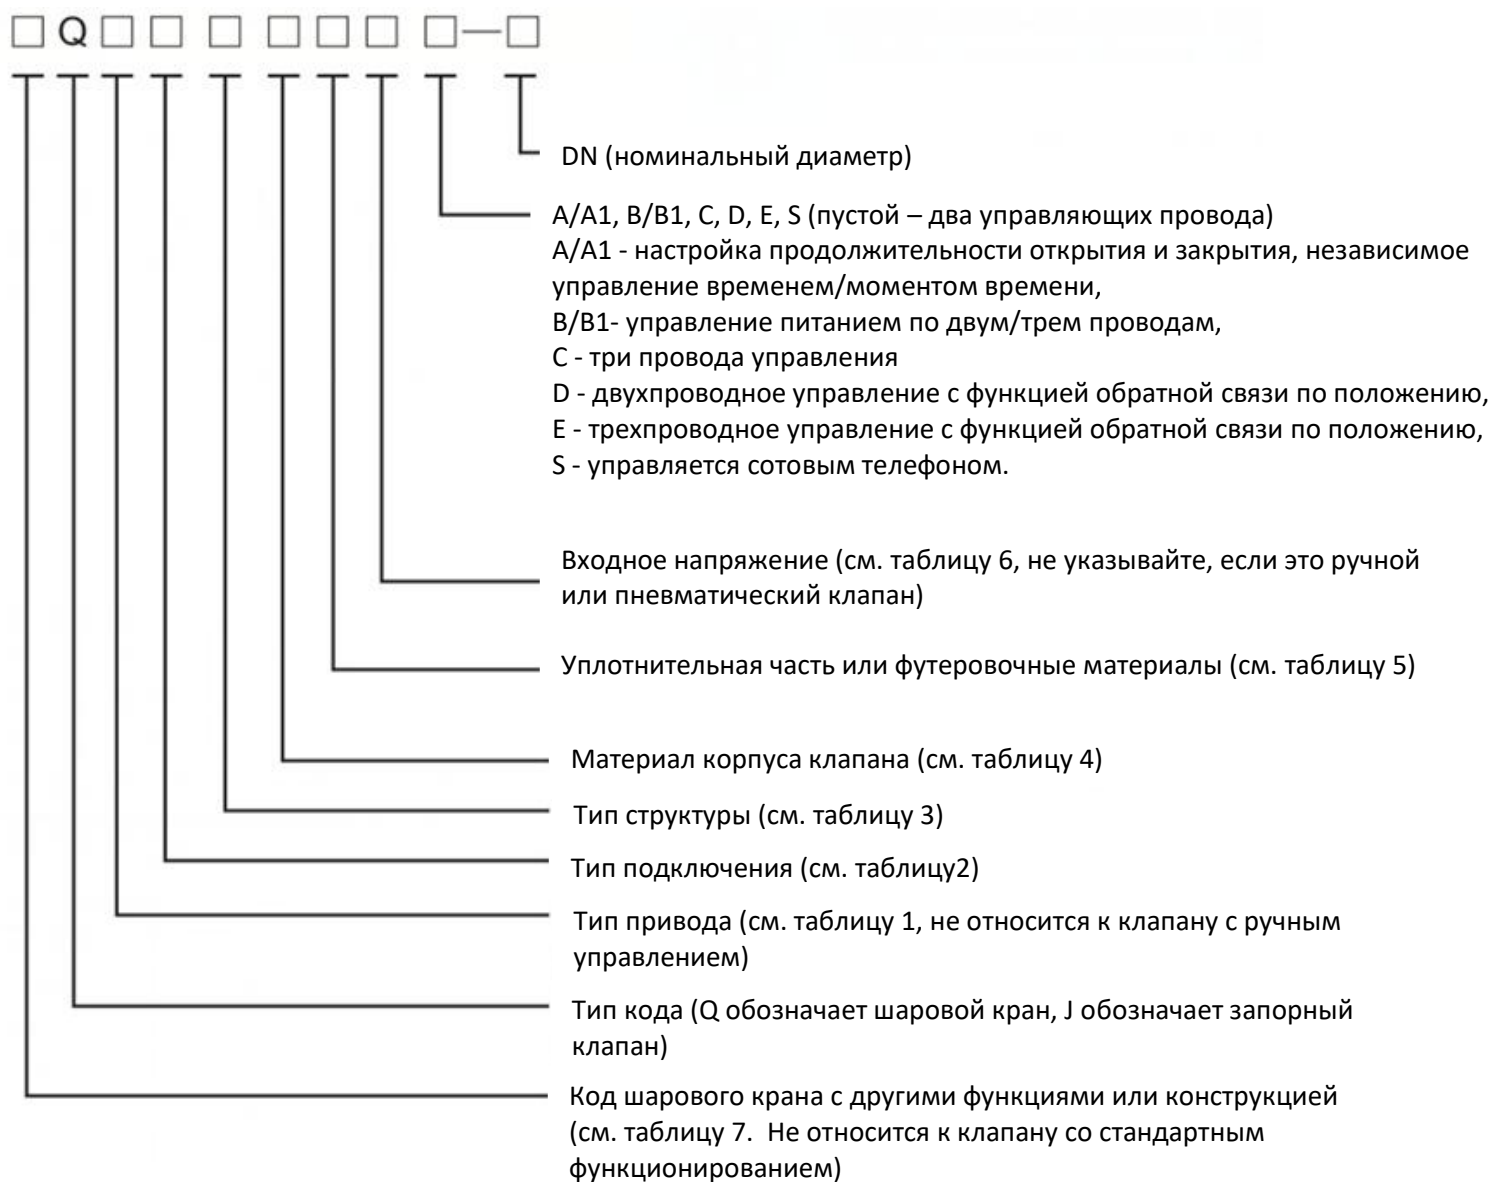 □ Q □ □ □ □ □ □ □—□
DN (номинальный диаметр)
A/A1, B/B1, C, D, E, S (пустой – два управляющих провода)
A/A1 - настройка продолжительности открытия и закрытия, независимое
управление временем/моментом времени,
B/B1- управление питанием по двум/трем проводам,
C - три провода управления
D - двухпроводное управление с функцией обратной связи по положению,
E - трехпроводное управление с функцией обратной связи по положению,
S - управляется сотовым телефоном.
Входное напряжение (см. таблицу 6, не указывайте, если это ручной
или пневматический клапан)
Уплотнительная часть или футеровочные материалы (см. таблицу 5)
Материал корпуса клапана (см. таблицу 4)
Тип структуры (см. таблицу 3)
Тип подключения (см. таблицу2)
Тип привода (см. таблицу 1, не относится к клапану с ручным
управлением)
Тип кода (Q обозначает шаровой кран, J обозначает запорный
клапан)
Код шарового крана с другими функциями или конструкцией
(см. таблицу 7. Не относится к клапану со стандартным
функционированием)